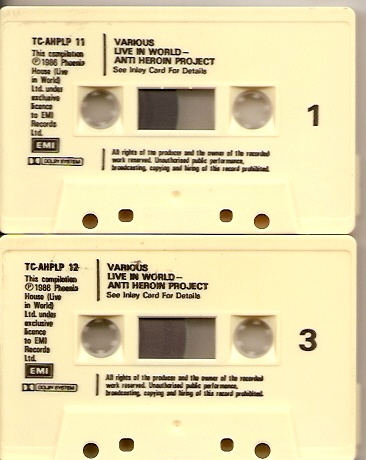 TC-AHPLP 11
This compilation
Ⓟ1986 Phoenix
House (Live
in World)
Ltd. under
exclusive
licence
to EMI
Records
Ltd.
EMI
DOLBY SYSTEM
VARIOUS
LIVE IN WORLD—
ANTI HEROIN PROJECT
See Inlay Card For Details
1
All rights of the producer and the owner of the recorded
work reserved. Unauthorised public performance,
broadcasting, copying and hiring of this record prohibited.
TC-AHPLP 12
This compilation
Ⓟ1986 Phoenix
House (Live
in World)
Ltd. under
exclusive
licence
to EMI
Records
Ltd.
EMI
DOLBY SYSTEM
VARIOUS
LIVE IN WORLD—
ANTI HEROIN PROJECT
See Inlay Card For Details
3
All rights of the producer and the owner of the recorded
work reserved. Unauthorised public performance,
broadcasting, copying and hiring of this record prohibited.